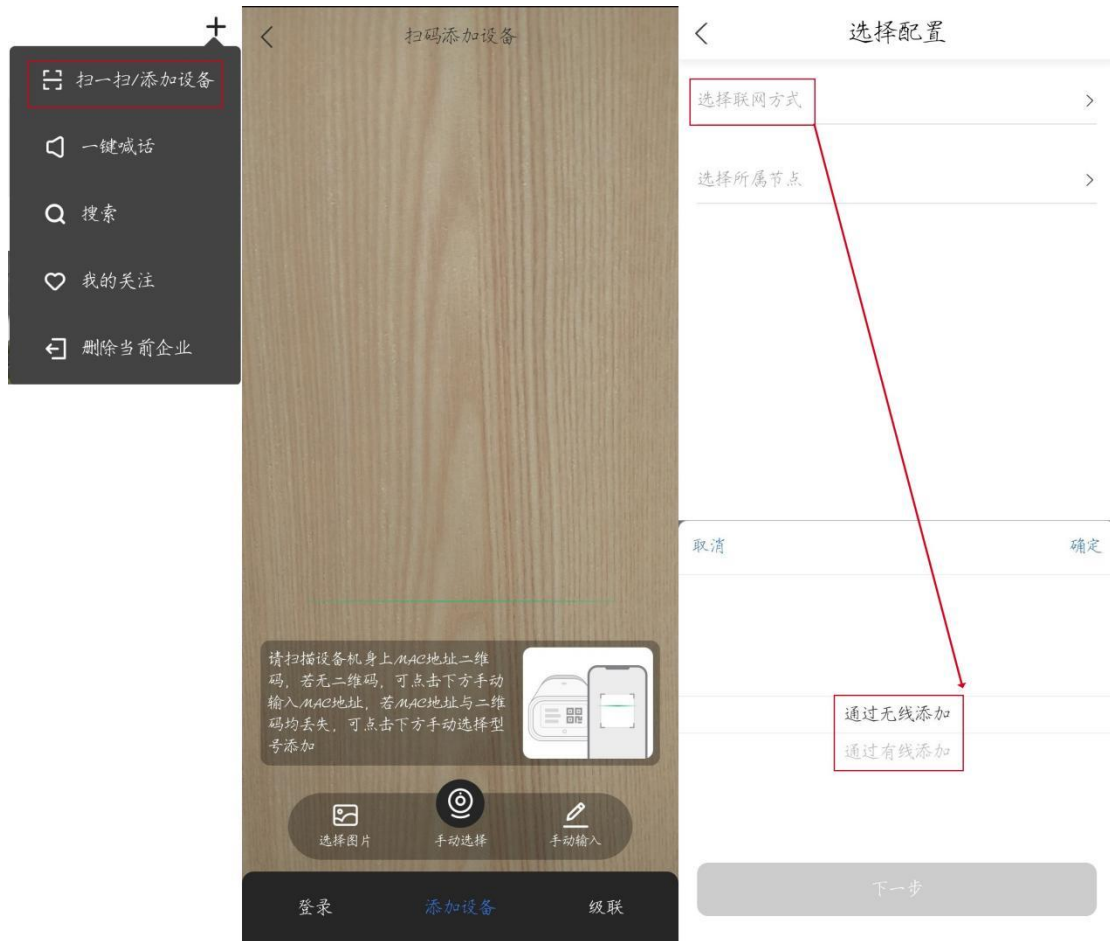 扫一扫/添加设备
一键喊话
搜索
我的关注
删除当前企业
扫码添加设备
请扫描设备机身上MAC地址二维
码，若无二维码，可点击下方手动
输入MAC地址，若MAC地址与二维
码均丢失，可点击下方手动选择型
号添加
选择图片
手动选择
手动输入
登录
添加设备
级联
选择配置
选择联网方式
选择所属节点
取消
确定
通过无线添加
通过有线添加
下一步